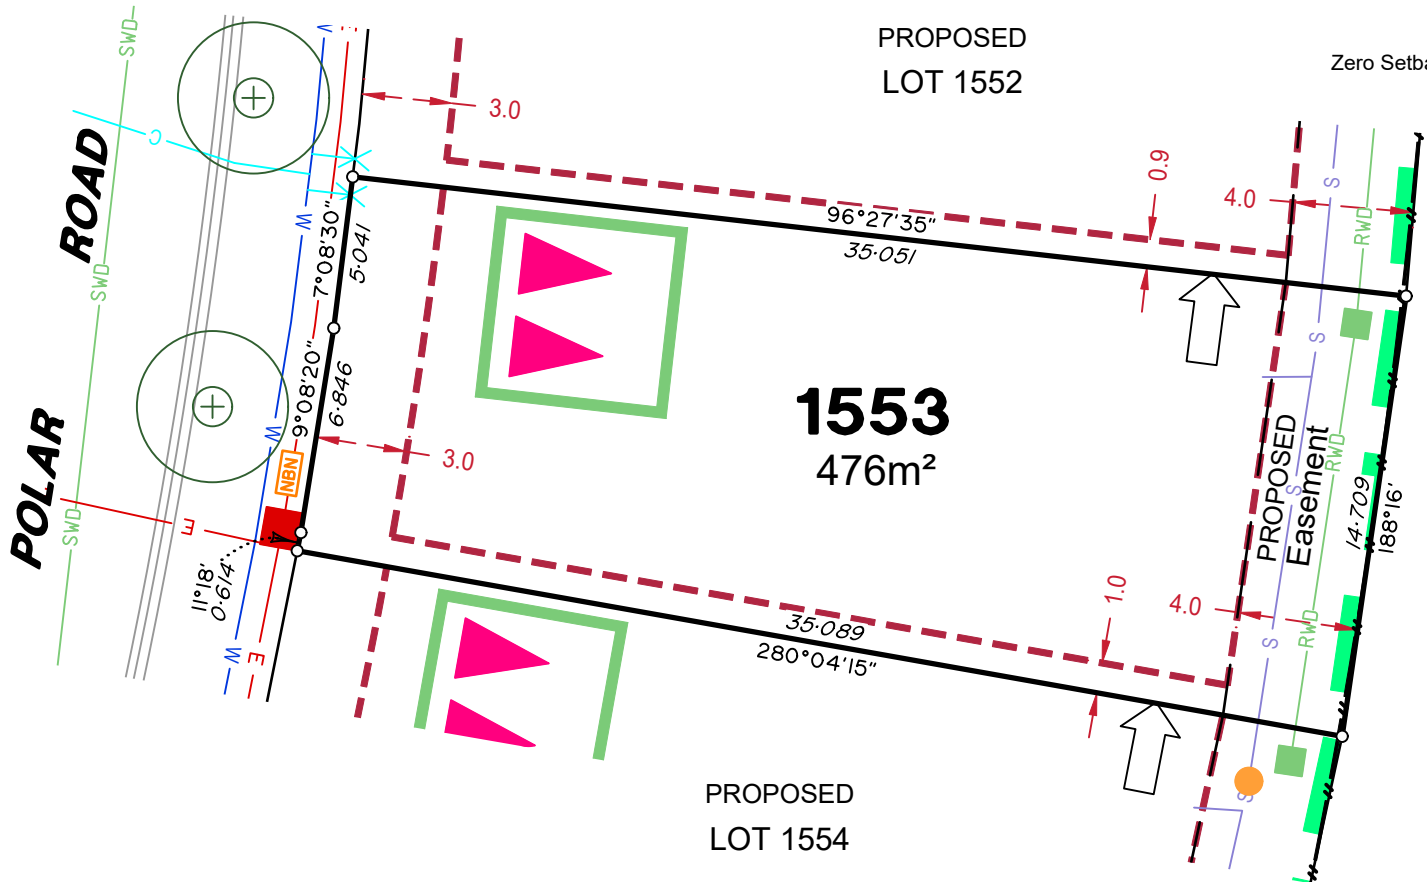 PROPOSED
LOT 1552
Zero Setba
SWD
W
E
3.0
ROAD
C
0.9
4.0
S
RWD
96°27'35"
35·051
7°08'30"
5·041
W
SWD
9°08'20"
6·846
S
1553
476m²
3.0
W
NBN
POLAR
SWD
E
PROPOSED
Easement
S
RWD
14·709
188°16'
11°18'
0·614
1.0
4.0
35·089
280°04'15"
S
RWD
W
E
S
PROPOSED
LOT 1554